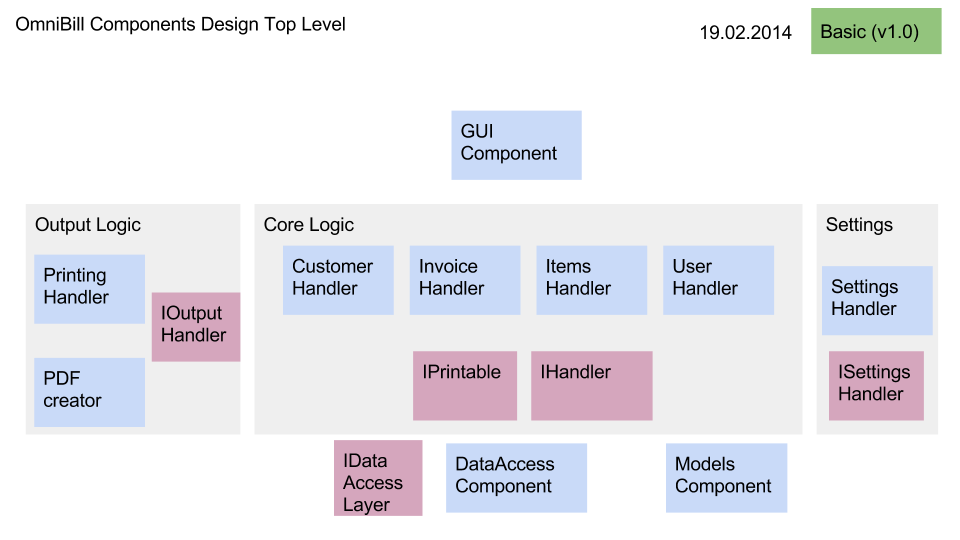 OmniBill Components Design Top Level
19.02.2014
Basic (v1.0)
GUI
Component
Output Logic
Printing
Handler
IOutput
Handler
PDF
creator
Core Logic
Customer
Handler
Invoice
Handler
Items
Handler
User
Handler
IPrintable
IHandler
Settings
Settings
Handler
ISettings
Handler
IData
Access
Layer
DataAccess
Component
Models
Component